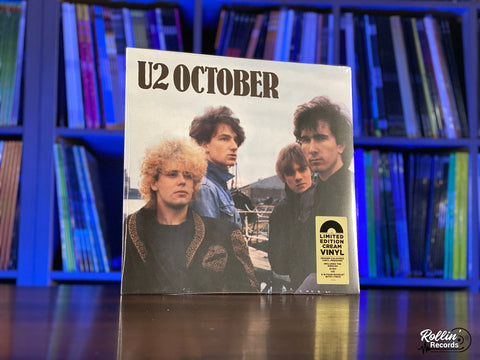 U2 OCTOBER
LIMITED
EDITION
CREAM
VINYL
Rollin'
Records